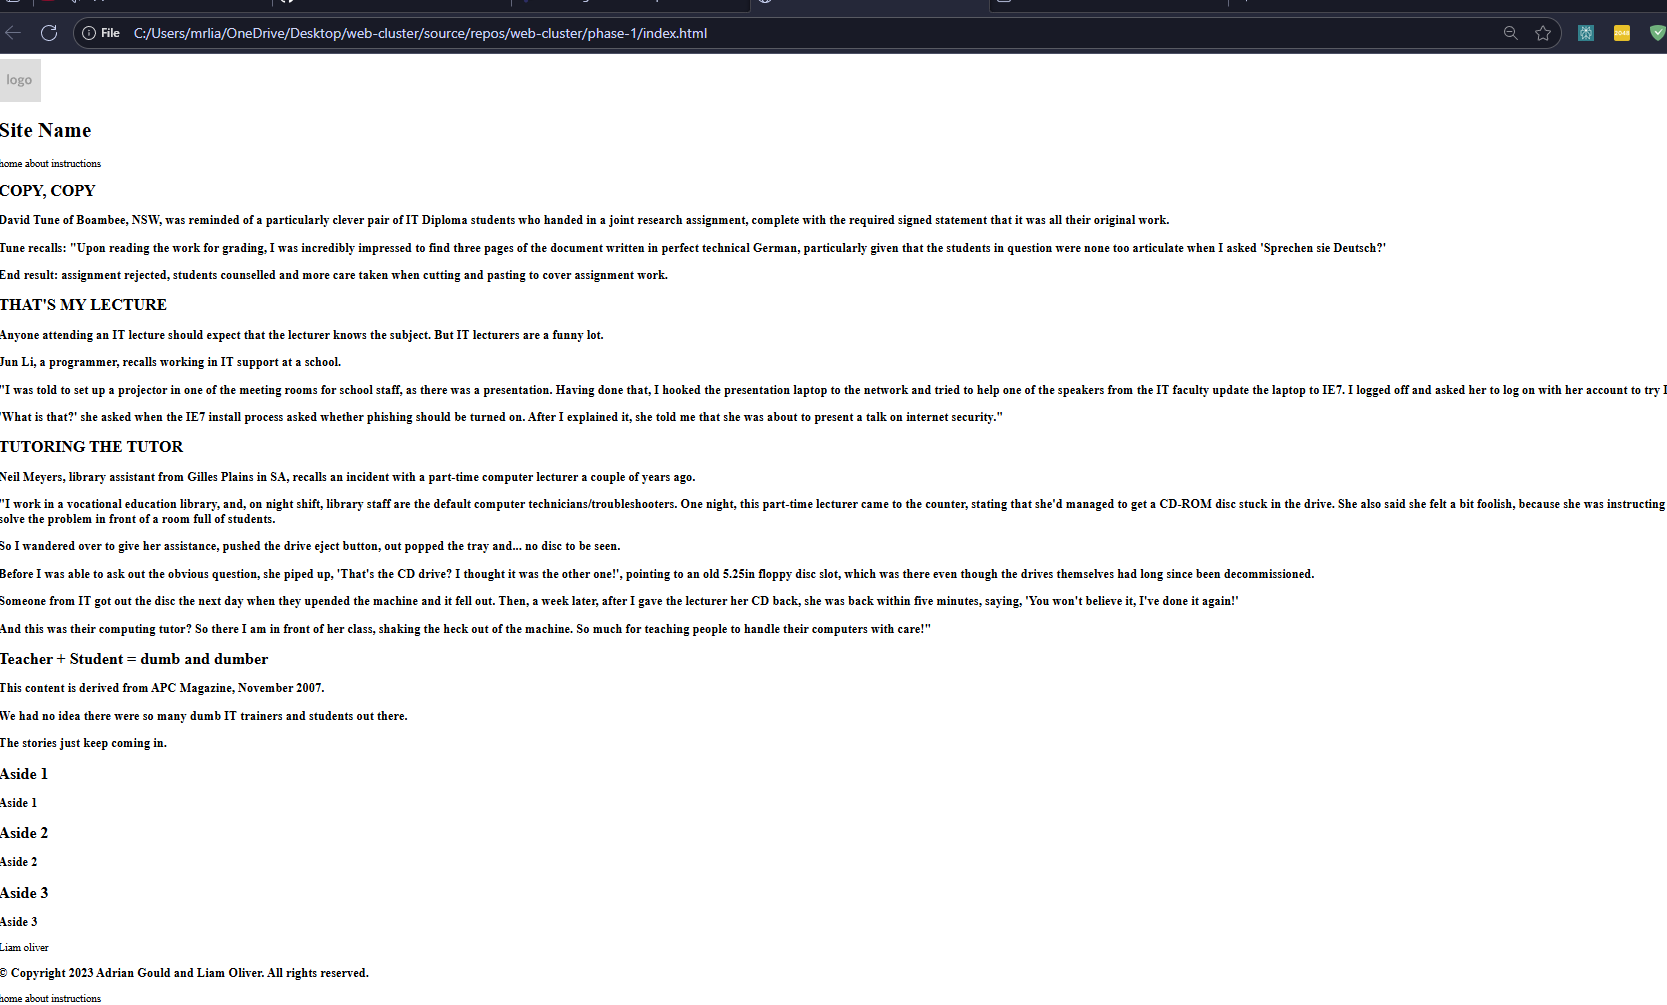 File C:/Users/mrlia/OneDrive/Desktop/web-cluster/source/repos/web-cluster/phase-1/index.html
logo
Site Name
home about instructions
COPY, COPY
David Tune of Boambee, NSW, was reminded of a particularly clever pair of IT Diploma students who handed in a joint research assignment, complete with the required signed statement that it was all their original work.
Tune recalls: "Upon reading the work for grading, I was incredibly impressed to find three pages of the document written in perfect technical German, particularly given that the students in question were none too articulate when I asked 'Sprechen sie Deutsch?'
End result: assignment rejected, students counselled and more care taken when cutting and pasting to cover assignment work.
THAT'S MY LECTURE
Anyone attending an IT lecture should expect that the lecturer knows the subject. But IT lecturers are a funny lot.
Jun Li, a programmer, recalls working in IT support at a school.
"I was told to set up a projector in one of the meeting rooms for school staff, as there was a presentation. Having done that, I hooked the presentation laptop to the network and tried to help one of the speakers from the IT faculty update the laptop to IE7. I logged off and asked her to log on with her account to try
'What is that?' she asked when the IE7 install process asked whether phishing should be turned on. After I explained it, she told me that she was about to present a talk on internet security."
TUTORING THE TUTOR
Neil Meyers, library assistant from Gilles Plains in SA, recalls an incident with a part-time computer lecturer a couple of years ago.
"I work in a vocational education library, and, on night shift, library staff are the default computer technicians/troubleshooters. One night, this part-time lecturer came to the counter, stating that she'd managed to get a CD-ROM disc stuck in the drive. She also said she felt a bit foolish, because she was instructing
solve the problem in front of a room full of students.
So I wandered over to give her assistance, pushed the drive eject button, out popped the tray and... no disc to be seen.
Before I was able to ask out the obvious question, she piped up, 'That's the CD drive? I thought it was the other one!', pointing to an old 5.25in floppy disc slot, which was there even though the drives themselves had long since been decommissioned.
Someone from IT got out the disc the next day when they upended the machine and it fell out. Then, a week later, after I gave the lecturer her CD back, she was back within five minutes, saying, 'You won't believe it, I've done it again!'
And this was their computing tutor? So there I am in front of her class, shaking the heck out of the machine. So much for teaching people to handle their computers with care!"
Teacher + Student = dumb and dumber
This content is derived from APC Magazine, November 2007.
We had no idea there were so many dumb IT trainers and students out there.
The stories just keep coming in.
Aside 1
Aside 1
Aside 2
Aside 2
Aside 3
Aside 3
Liam oliver
© Copyright 2023 Adrian Gould and Liam Oliver. All rights reserved.
home about instructions